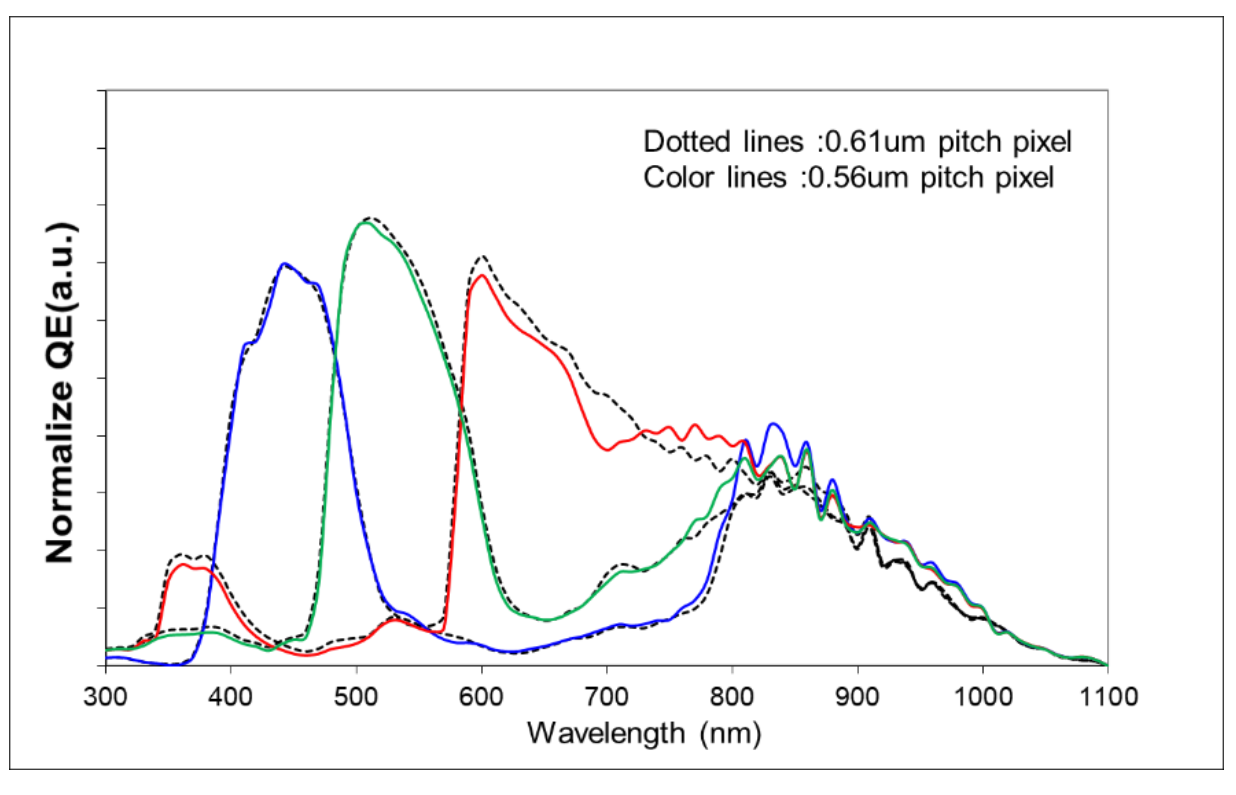 Dotted lines :0.61um pitch pixel
Color lines :0.56um pitch pixel
Normalize QE(a.u.)
300 400 500 600 700 800 900 1000 1100
Wavelength (nm)